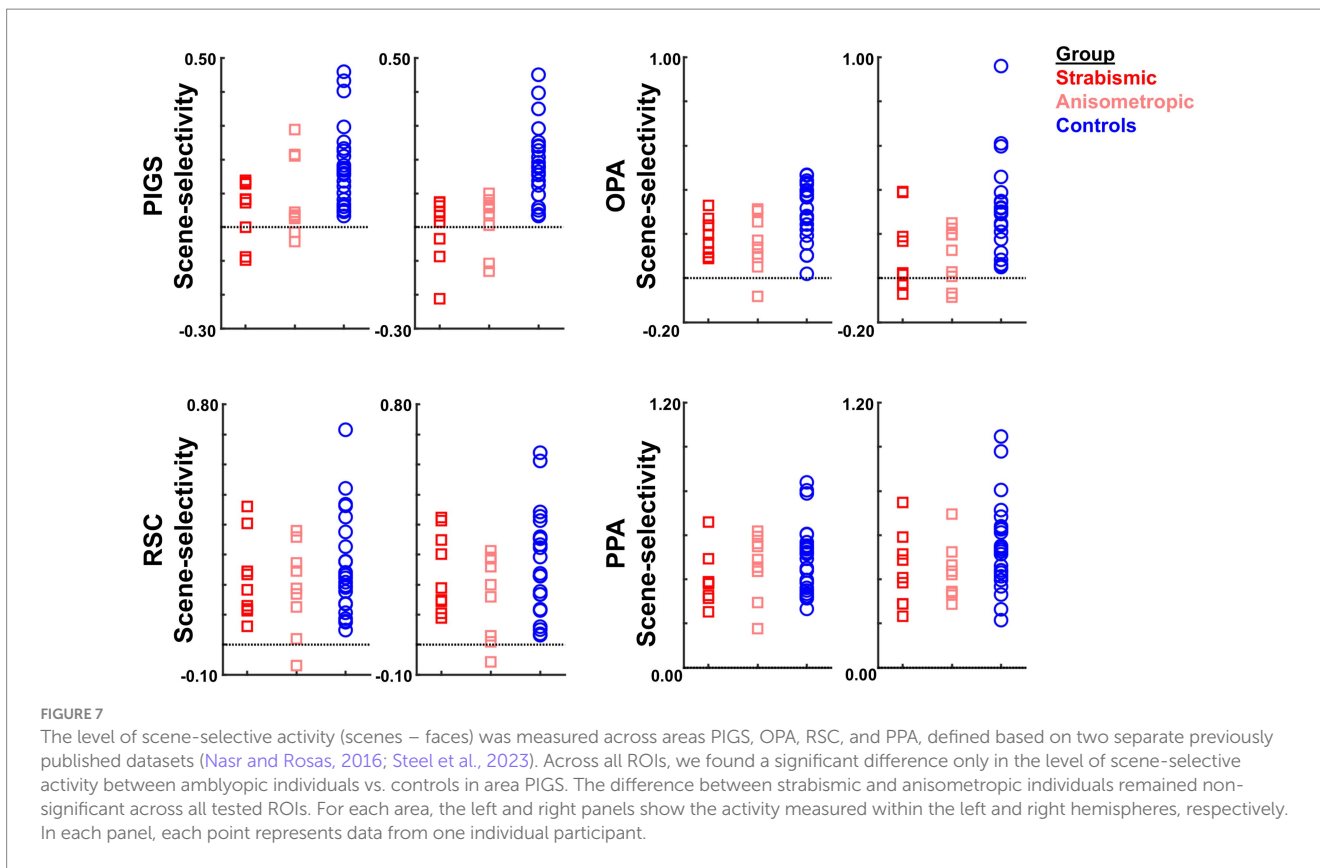 0.50
0.50
1.00
1.00
Group
Strabismic
Anisometropic
Controls
PIGS
Scene-selectivity
OPA
Scene-selectivity
-0.30
-0.30
-0.20
-0.20
0.80
0.80
1.20
1.20
RSC
Scene-selectivity
PPA
Scene-selectivity
-0.10
-0.10
0.00
0.00
FIGURE 7
The level of scene-selective activity (scenes – faces) was measured across areas PIGS, OPA, RSC, and PPA, defined based on two separate previously
published datasets (Nasr and Rosas, 2016; Steel et al., 2023). Across all ROIs, we found a significant difference only in the level of scene-selective
activity between amblyopic individuals vs. controls in area PIGS. The difference between strabismic and anisometropic individuals remained non-
significant across all tested ROIs. For each area, the left and right panels show the activity measured within the left and right hemispheres, respectively.
In each panel, each point represents data from one individual participant.